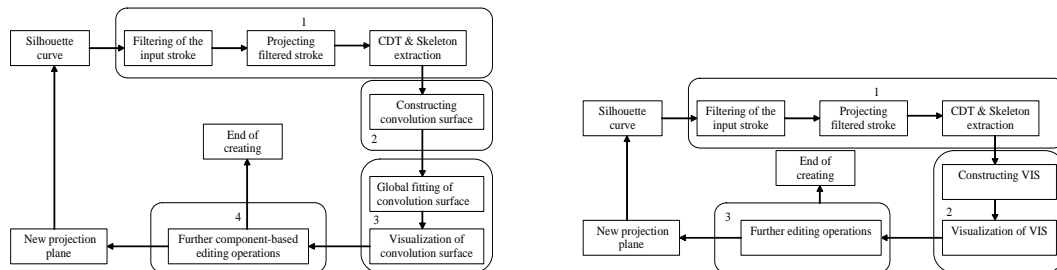 1
Silhouette
curve
Filtering of the
input stroke
Projecting
filtered stroke
CDT & Skeleton
extraction
Constructing
convolution surface
2
End of
creating
Global fitting of
convolution surface
3
4
New projection
plane
Further component-based
editing operations
Visualization of
convolution surface
1
Silhouette
curve
Filtering of the
input stroke
Projecting
filtered stroke
CDT & Skeleton
extraction
End of
creating
Constructing VIS
2
3
New projection
plane
Further editing operations
Visualization of VIS